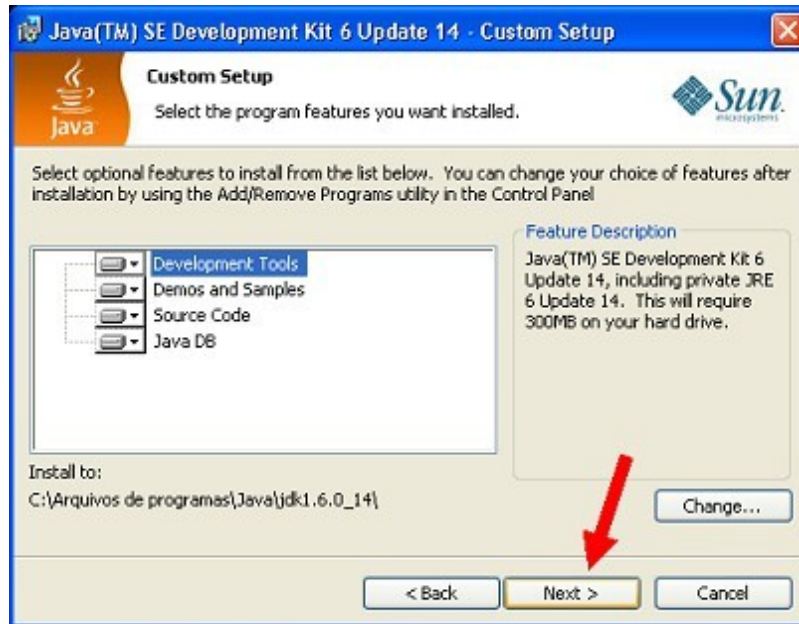 Java(TM) SE Development Kit 6 Update 14 - Custom Setup
Java
Custom Setup
Select the program features you want installed.
Sun
microsystems
Select optional features to install from the list below. You can change your choice of features after
installation by using the Add/Remove Programs utility in the Control Panel
Development Tools
Demos and Samples
Source Code
Java DB
Feature Description
Java(TM) SE Development Kit 6
Update 14, including private JRE
6 Update 14. This will require
300MB on your hard drive.
Install to:
C:\Arquivos de programas\Java\jdk1.6.0_14\
Change...
< Back
Next >
Cancel